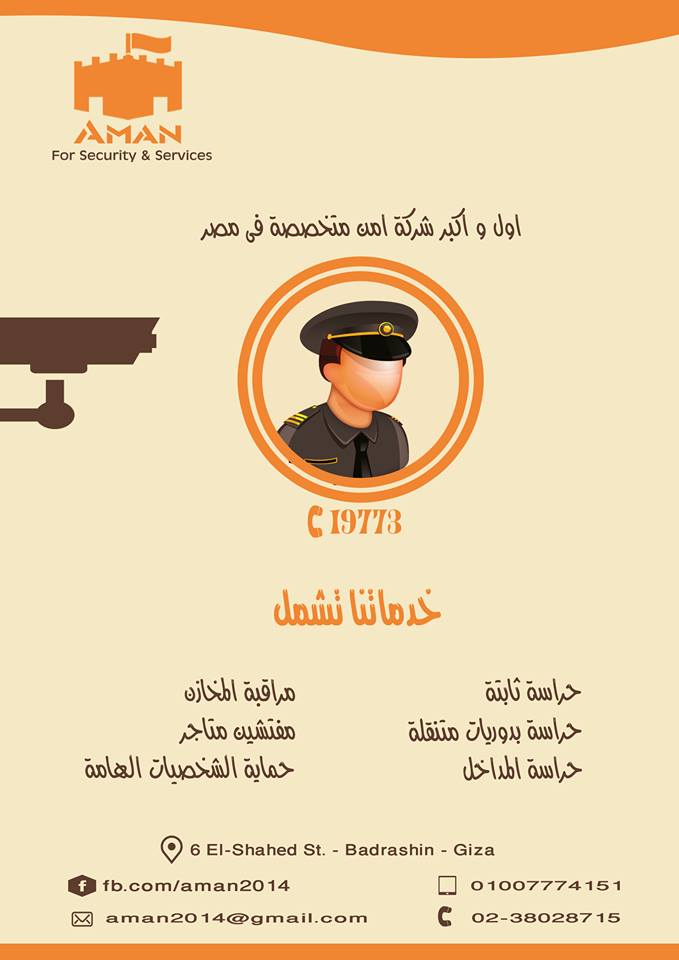 AMAN
For Security & Services
اول و اكبر شركة امن متخصصة فى مصر
19773
خدماتنا تشمل
حراسة ثابتة
حراسة بدوريات متنقلة
حراسة المداخل
مراقبة المخازن
مفتشين متاجر
حماية الشخصيات الهامة
6 El-Shahed St. - Badrashin - Giza
fb.com/aman2014
01007774151
aman2014@gmail.com
02-38028715